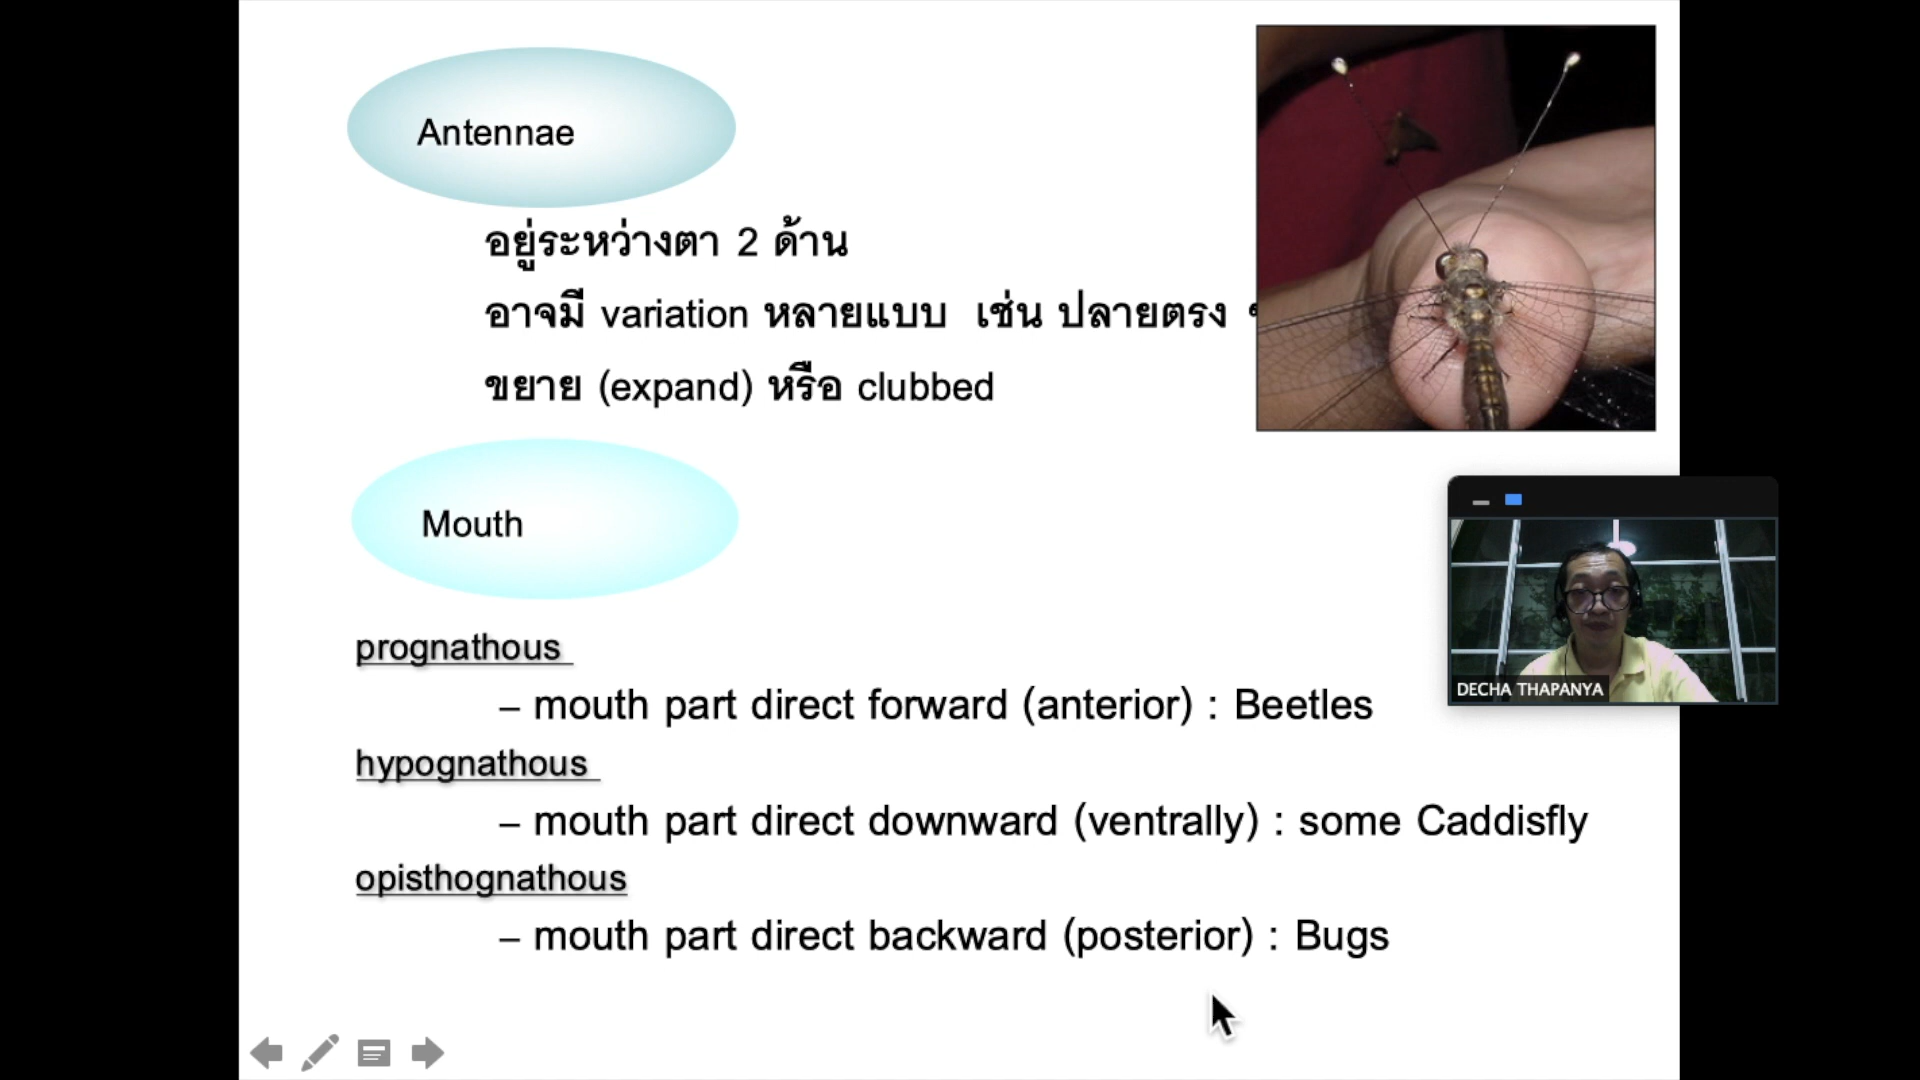 Antennae
อยู่ระหว่างตา 2 ด้าน
อาจมี variation หลายแบบ เช่น ปลายตรง
ขยาย (expand) หรือ clubbed
Mouth
prognathous
– mouth part direct forward (anterior) : Beetles
DECHA THAPANYA
hypognathous
– mouth part direct downward (ventrally) : some Caddisfly
opisthognathous
– mouth part direct backward (posterior) : Bugs